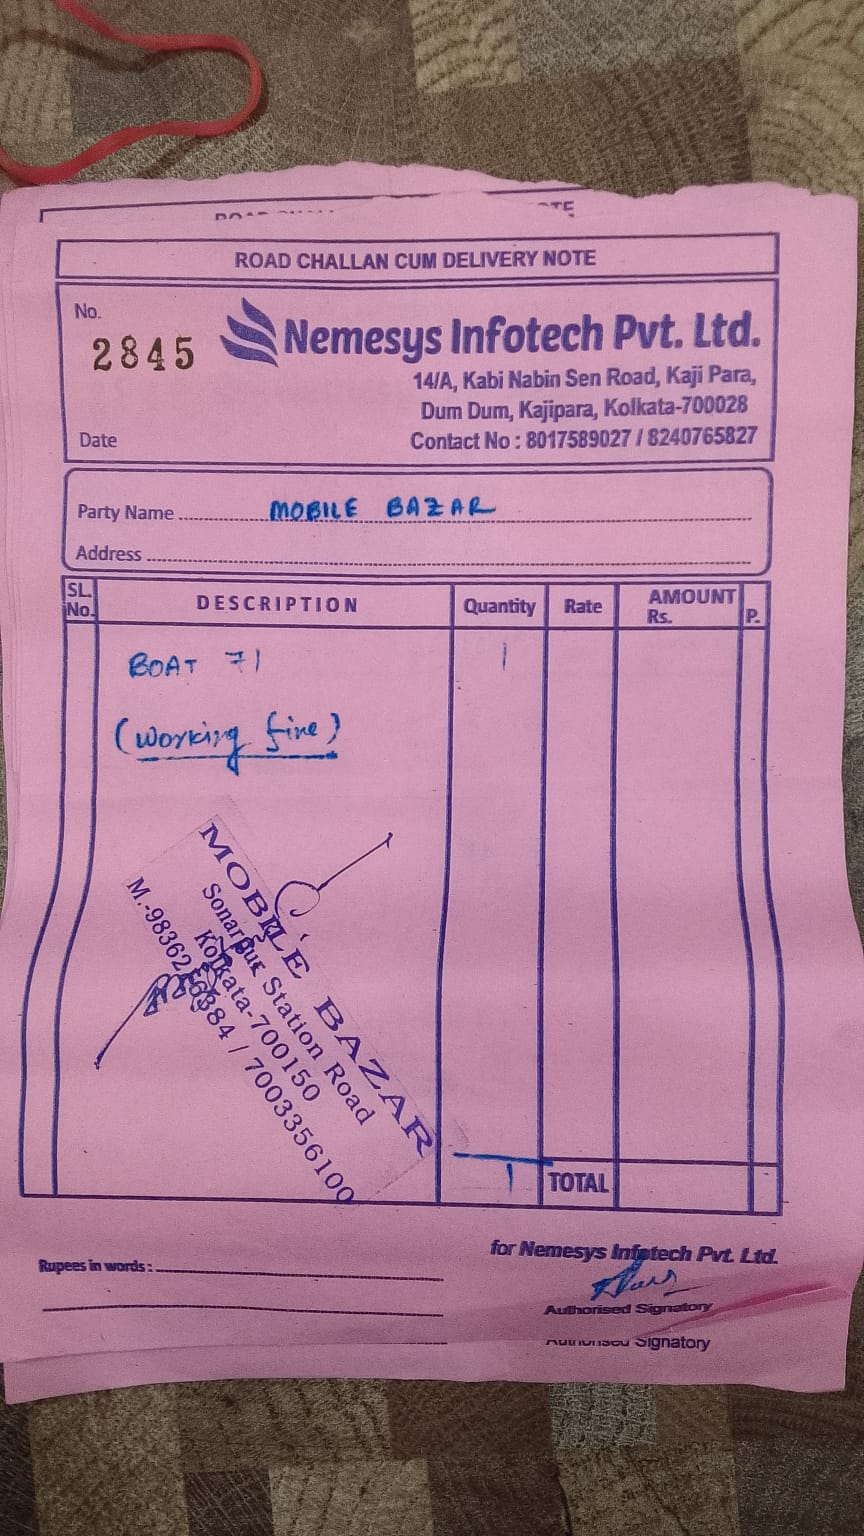 ROAD CHALLAN CUM DELIVERY NOTE
No.
2845
Nemesys Infotech Pvt. Ltd.
14/A, Kabi Nabin Sen Road, Kaji Para,
Dum Dum, Kajipara, Kolkata-700028
Date
Contact No : 8017589027 / 8240765827
Party Name MOBILE BAZAR
Address
SL. No. DESCRIPTION Quantity Rate AMOUNT Rs. P.
BOAT 71 1
(Working fine)
MOBILE BAZAR
Sonarpur Station Road
Kolkata-700150
/ 7003356100
1 TOTAL
for Nemesys Infotech Pvt. Ltd.
Rupees in words :
Authorised Signatory
Authorised Signatory